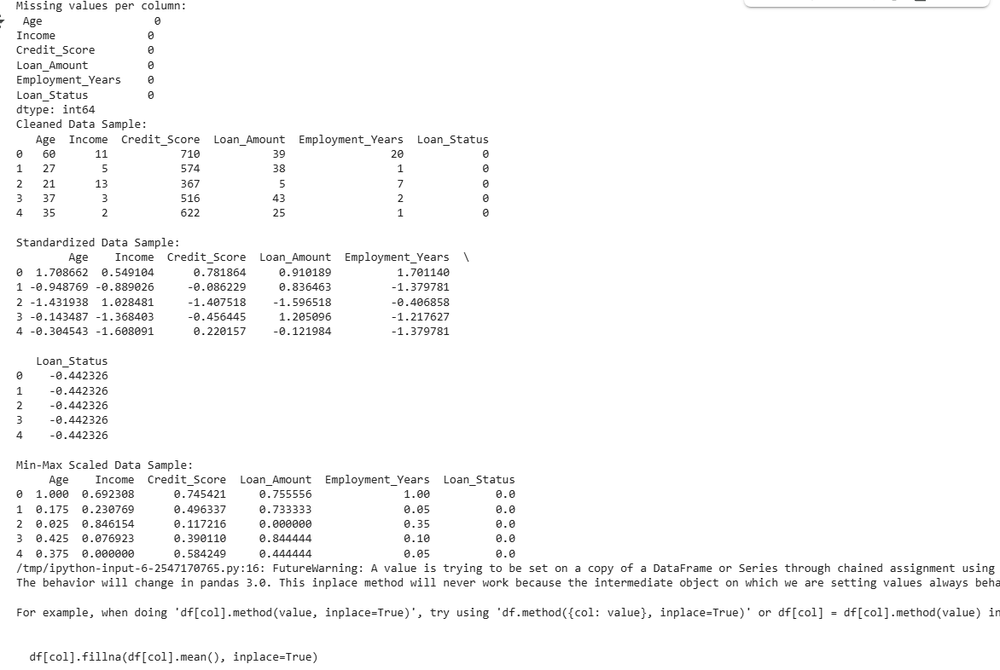 Missing values per column:
Age 0
Income 0
Credit_Score 0
Loan_Amount 0
Employment_Years 0
Loan_Status 0
dtype: int64
Cleaned Data Sample:
Age Income Credit_Score Loan_Amount Employment_Years Loan_Status
0 60 11 710 39 20 0
1 27 5 574 38 1 0
2 21 13 367 5 7 0
3 37 3 516 43 2 0
4 35 2 622 25 1 0
Standardized Data Sample:
Age Income Credit_Score Loan_Amount Employment_Years \
0 1.708662 0.549104 0.781864 0.910189 1.701140
1 -0.948769 -0.889026 -0.086229 0.836463 -1.379781
2 -1.431938 1.028481 -1.407518 -1.596518 -0.406858
3 -0.143487 -1.368403 -0.456445 1.205096 -1.217627
4 -0.304543 -1.608091 0.220157 -0.121984 -1.379781
Loan_Status
0 -0.442326
1 -0.442326
2 -0.442326
3 -0.442326
4 -0.442326
Min-Max Scaled Data Sample:
Age Income Credit_Score Loan_Amount Employment_Years Loan_Status
0 1.000 0.692308 0.745421 0.755556 1.00 0.0
1 0.175 0.230769 0.496337 0.733333 0.05 0.0
2 0.025 0.846154 0.117216 0.000000 0.35 0.0
3 0.425 0.076923 0.390110 0.844444 0.10 0.0
4 0.375 0.000000 0.584249 0.444444 0.05 0.0
/tmp/ipython-input-6-2547170765.py:16: FutureWarning: A value is trying to be set on a copy of a DataFrame or Series through chained assignment using
The behavior will change in pandas 3.0. This inplace method will never work because the intermediate object on which we are setting values always beha
For example, when doing 'df[col].method(value, inplace=True)', try using 'df.method({col: value}, inplace=True)' or df[col] = df[col].method(value) in
df[col].fillna(df[col].mean(), inplace=True)